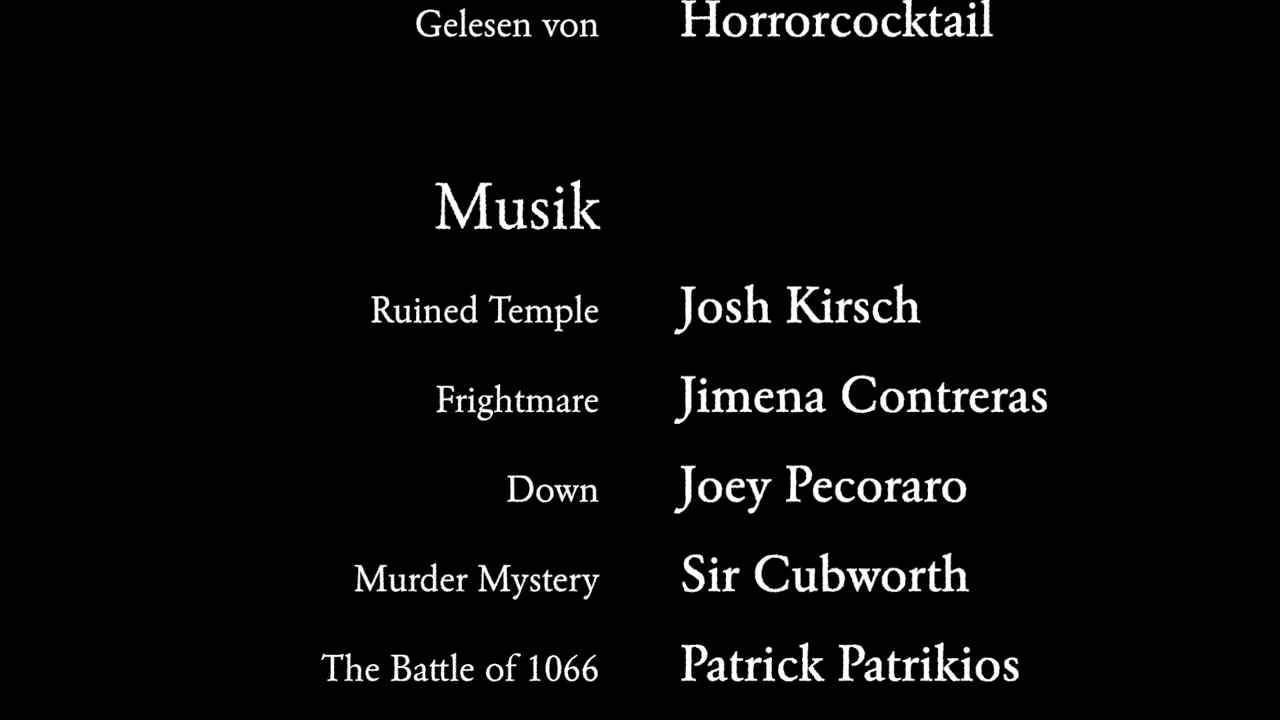 Gelesen von Horrorcocktail
Musik
Ruined Temple Josh Kirsch
Frightmare Jimena Contreras
Down Joey Pecoraro
Murder Mystery Sir Cubworth
The Battle of 1066 Patrick Patrikios